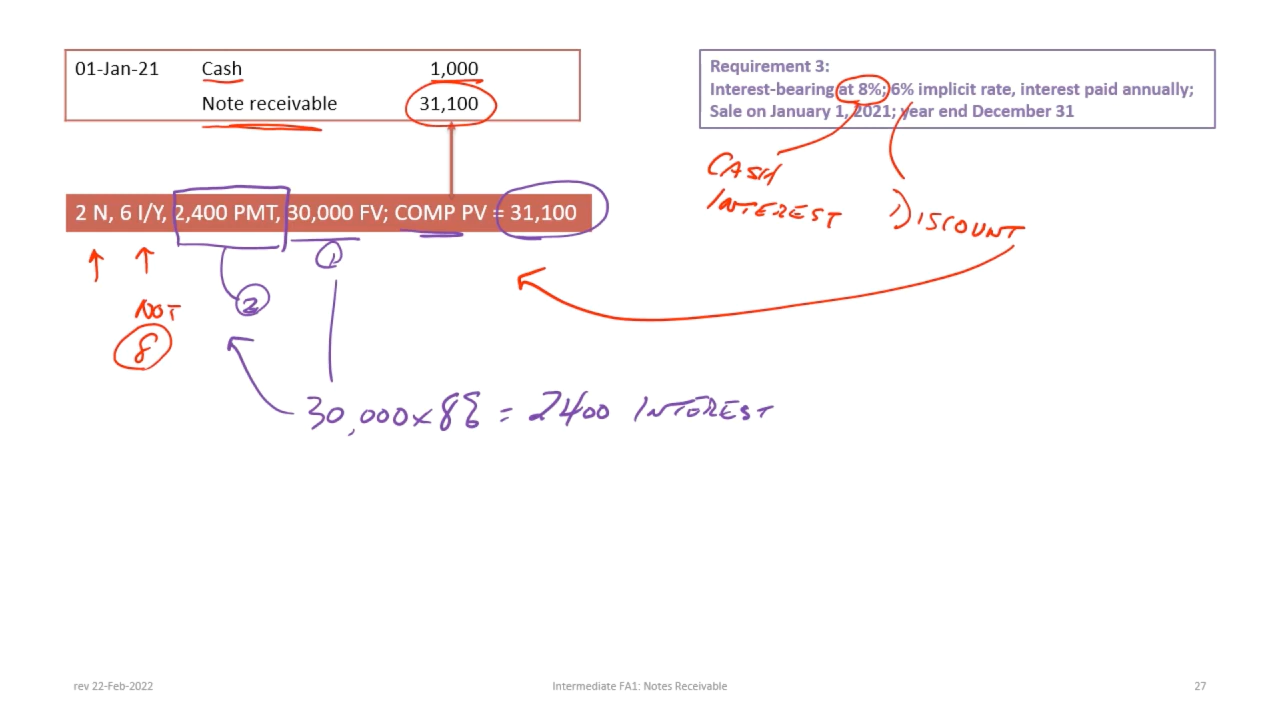 01-Jan-21 Cash 1,000
Note receivable 31,100
Requirement 3:
Interest-bearing at 8%; 6% implicit rate, interest paid annually;
Sale on January 1, 2021; year end December 31
CASH
INTEREST
DISCOUNT
2 N, 6 I/Y, 2,400 PMT, 30,000 FV; COMP PV = 31,100
1
2
NOT
8
30,000 x 8% = 2400 INTEREST
rev 22-Feb-2022 Intermediate FA1: Notes Receivable 27